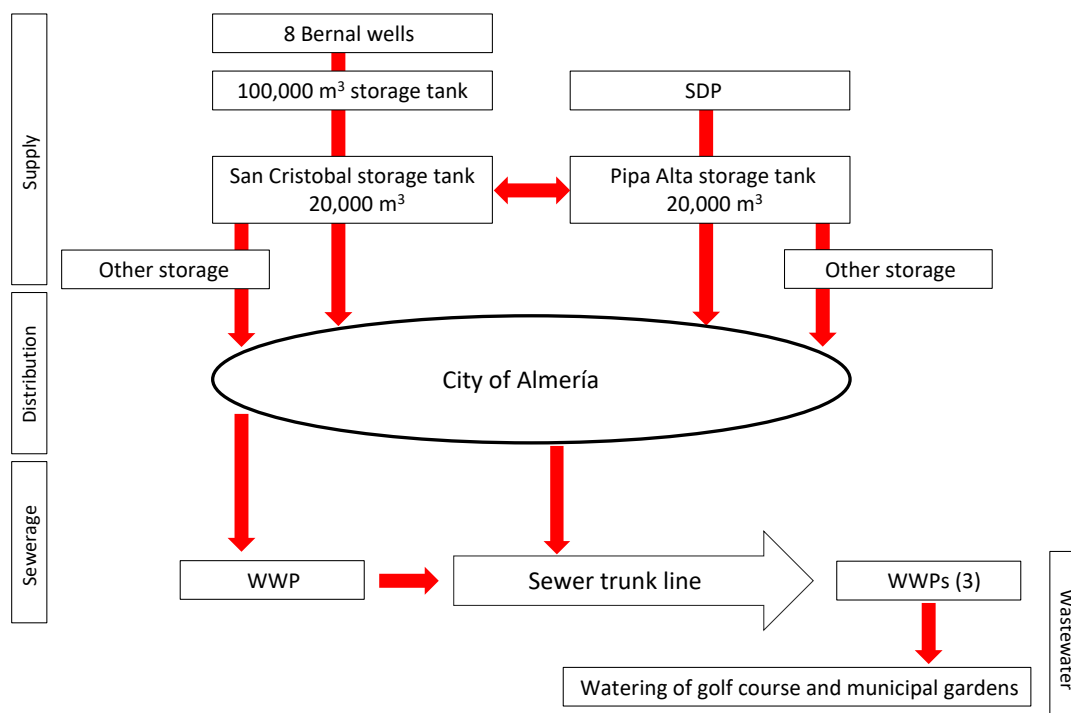 8 Bernal wells
100,000 m³ storage tank
SDP
Supply
San Cristobal storage tank
20,000 m³
Pipa Alta storage tank
20,000 m³
Other storage
Other storage
Distribution
City of Almería
Sewerage
WWP
Sewer trunk line
WWPs (3)
Wastewater
Watering of golf course and municipal gardens